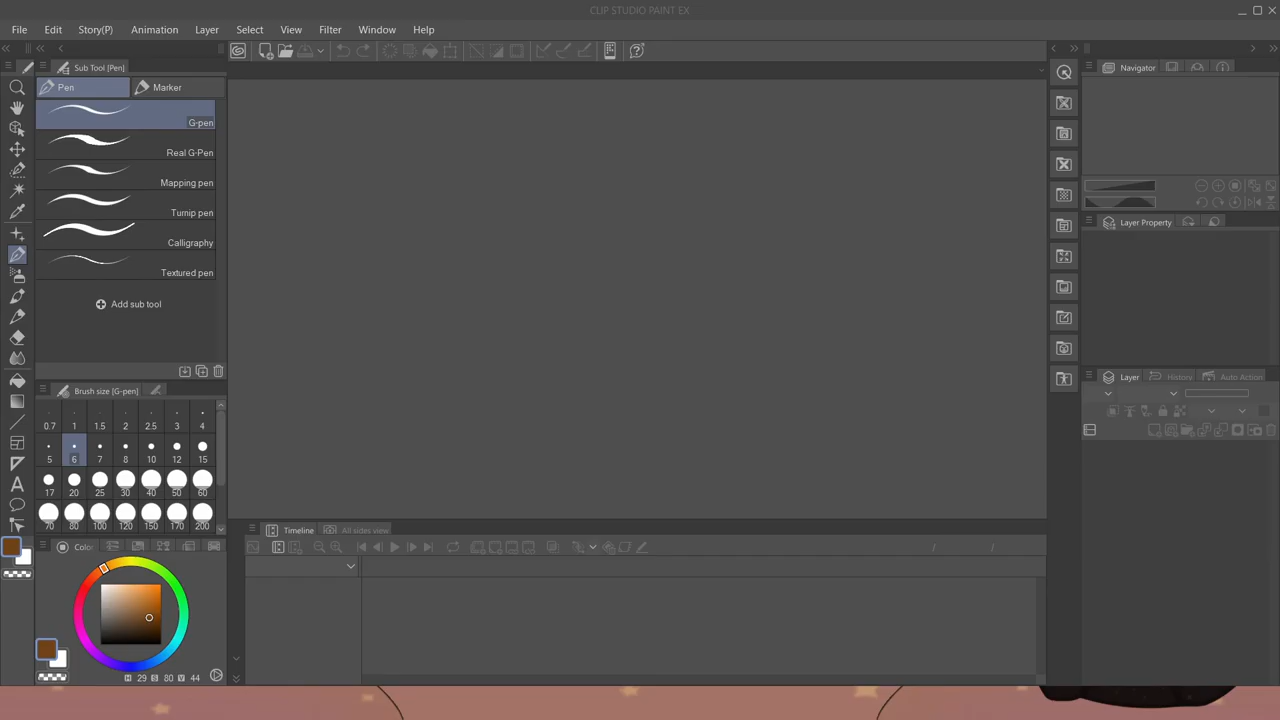 CLIP STUDIO PAINT EX
File Edit Story(P) Animation Layer Select View Filter Window Help
Sub Tool [Pen]
Pen Marker
G-pen
Real G-Pen
Mapping pen
Turnip pen
Calligraphy
Textured pen
Add sub tool
Brush size [G-pen]
0.7 1 1.5 2 2.5 3 4
5 6 7 8 10 12 15
17 20 25 30 40 50 60
70 80 100 120 150 170 200
Color
H 29 S 80 V 44
Timeline All sides view
/ /
Navigator
Layer Property
Layer History Auto Action